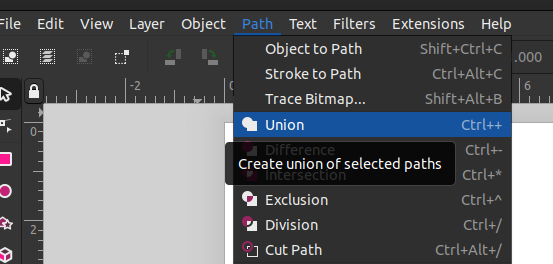 File Edit View Layer Object Path Text Filters Extensions Help
Object to Path Shift+Ctrl+C
.000
Stroke to Path Ctrl+Alt+C
Trace Bitmap... Shift+Alt+B
-2 0 6
Union Ctrl++
0
Difference Ctrl+-
Create union of selected paths
Intersection Ctrl+*
Exclusion Ctrl+^
Division Ctrl+/
2
Cut Path Ctrl+Alt+/